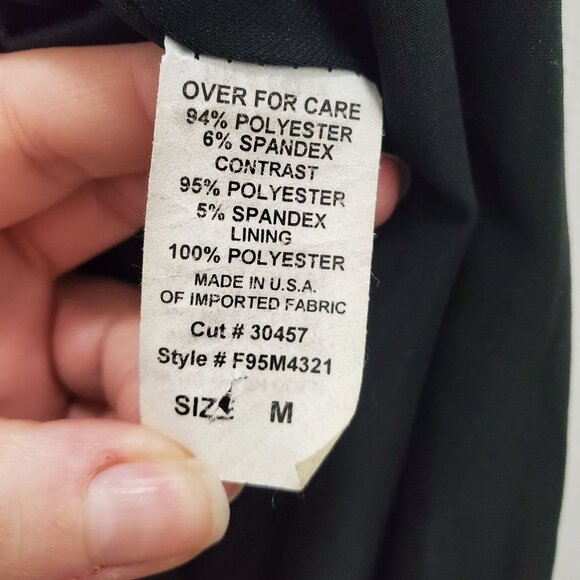 OVER FOR CARE
94% POLYESTER
6% SPANDEX
CONTRAST
95% POLYESTER
5% SPANDEX
LINING
100% POLYESTER
MADE IN U.S.A.
OF IMPORTED FABRIC
Cut # 30457
Style # F95M4321
SIZE M